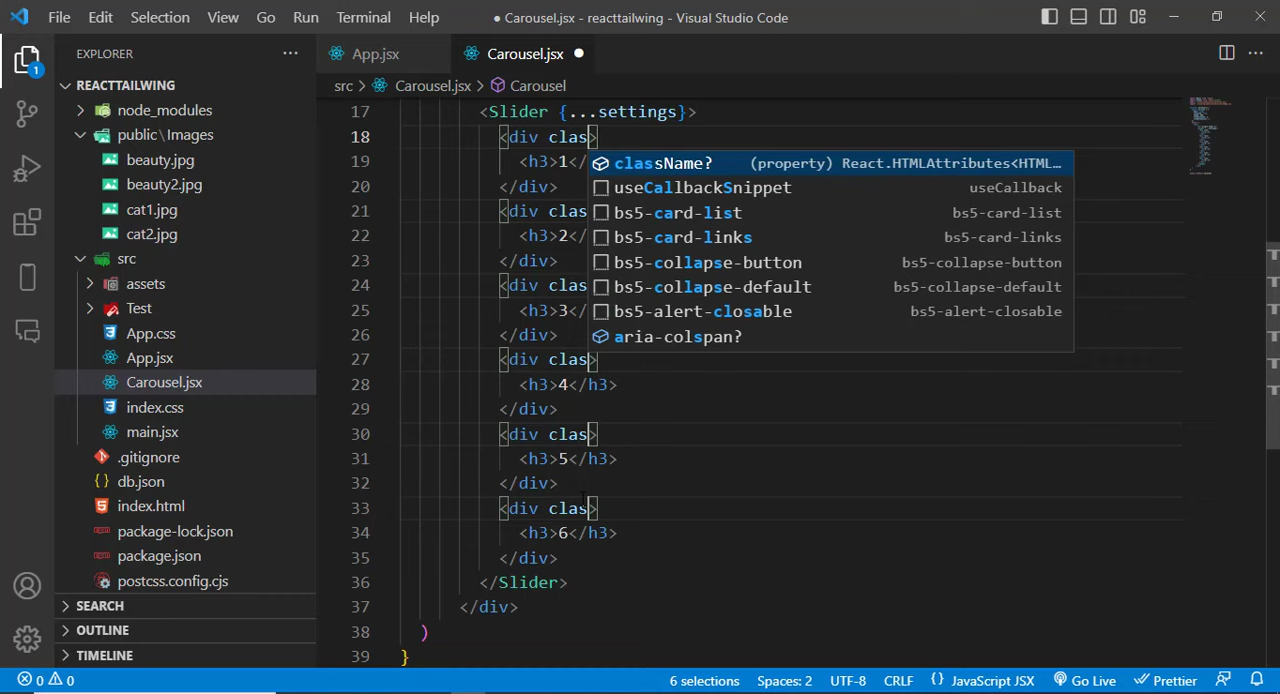 File Edit Selection View Go Run Terminal Help ● Carousel.jsx - reacttailwing - Visual Studio Code
EXPLORER ... App.jsx Carousel.jsx ●
REACTTAILWING src > Carousel.jsx > Carousel
node_modules
public\Images
beauty.jpg
beauty2.jpg
cat1.jpg
cat2.jpg
src
assets
Test
App.css
App.jsx
Carousel.jsx
index.css
main.jsx
.gitignore
{} db.json
index.html
package-lock.json
package.json
postcss.config.cjs
SEARCH
OUTLINE
TIMELINE
1
17 <Slider {...settings}>
18 <div clas>
19 <h3>1</
20 </div>
21 <div clas
22 <h3>2</
23 </div>
24 <div clas
25 <h3>3</
26 </div>
27 <div clas>
28 <h3>4</h3>
29 </div>
30 <div clas>
31 <h3>5</h3>
32 </div>
33 <div clas>
34 <h3>6</h3>
35 </div>
36 </Slider>
37 </div>
38 )
39 }
className? (property) React.HTMLAttributes<HTML...
useCallbackSnippet useCallback
bs5-card-list bs5-card-list
bs5-card-links bs5-card-links
bs5-collapse-button bs5-collapse-button
bs5-collapse-default bs5-collapse-default
bs5-alert-closable bs5-alert-closable
aria-colspan?
0 0 6 selections Spaces: 2 UTF-8 CRLF {} JavaScript JSX Go Live Prettier